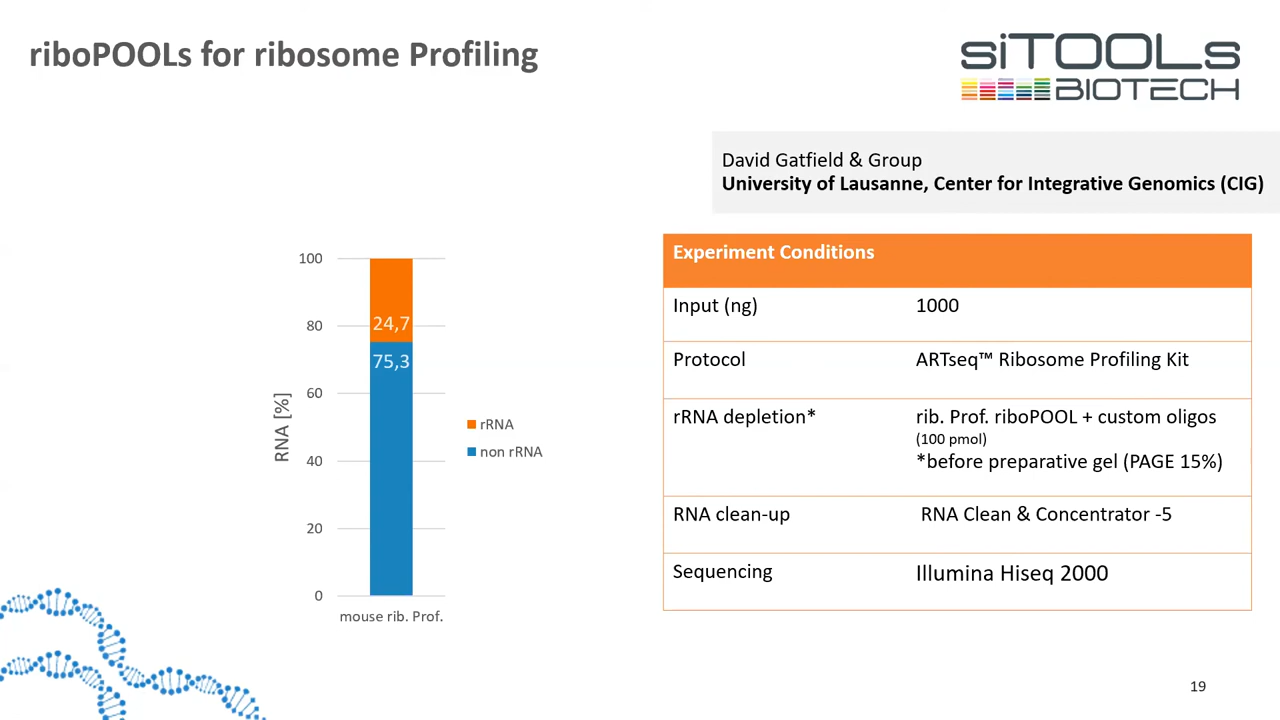 riboPOOLs for ribosome Profiling
siTOOLs
BIOTECH
David Gatfield & Group
University of Lausanne, Center for Integrative Genomics (CIG)
100
80
60
40
20
0
RNA [%]
24,7
75,3
mouse rib. Prof.
rRNA
non rRNA
Experiment Conditions
Input (ng) 1000
Protocol ARTseq™ Ribosome Profiling Kit
rRNA depletion* rib. Prof. riboPOOL + custom oligos
(100 pmol)
*before preparative gel (PAGE 15%)
RNA clean-up RNA Clean & Concentrator -5
Sequencing Illumina Hiseq 2000
19